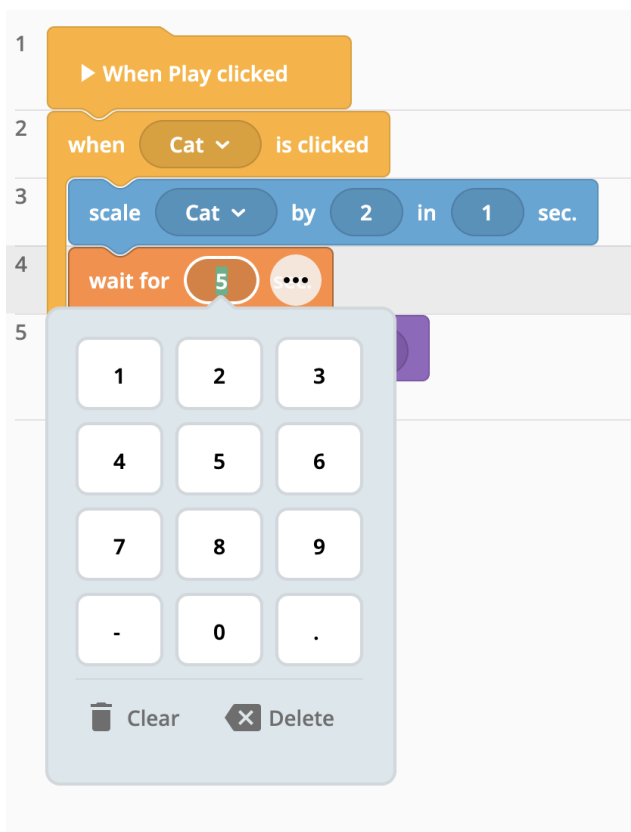 1
When Play clicked
2
when Cat is clicked
3
scale Cat by 2 in 1 sec.
4
wait for 5 sec.
5
1 2 3
4 5 6
7 8 9
- 0 .
Clear Delete